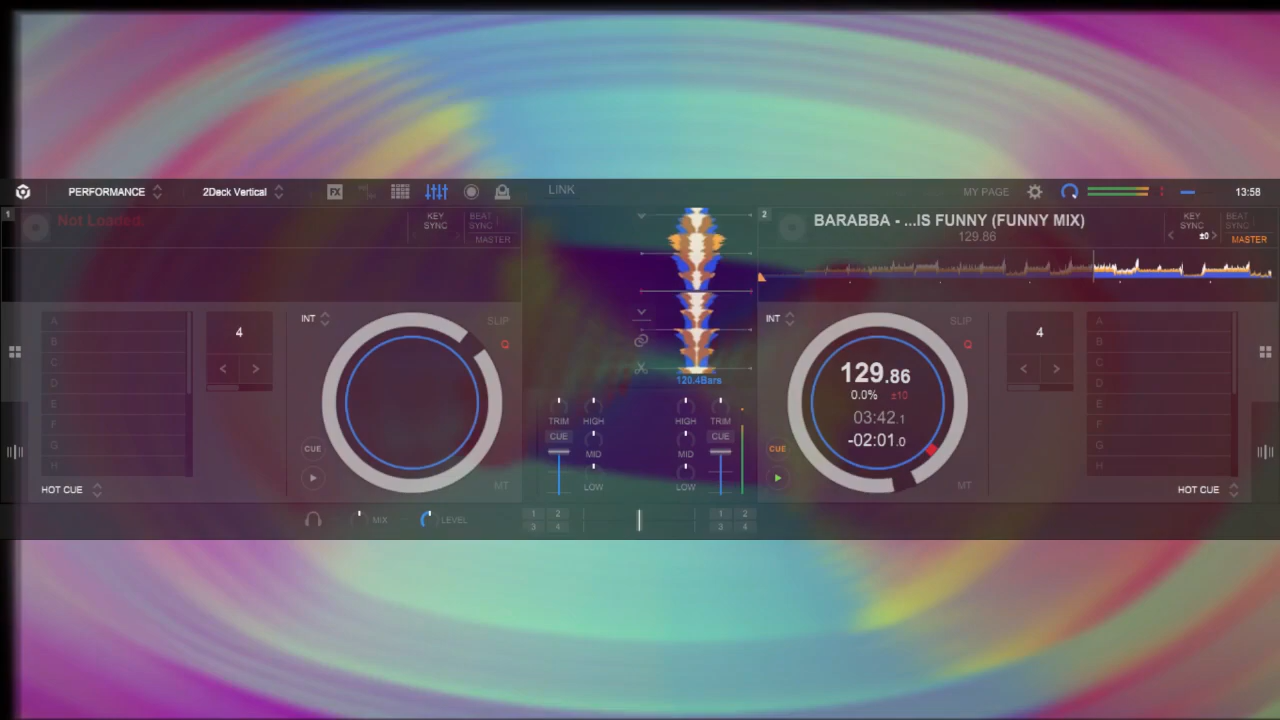 PERFORMANCE
2Deck Vertical
FX
LINK
MY PAGE
13:58
1
Not Loaded.
KEY SYNC
BEAT SYNC
MASTER
2
BARABBA - ...IS FUNNY (FUNNY MIX)
129.86
KEY SYNC
±0
BEAT SYNC
MASTER
A
B
C
D
E
F
G
H
HOT CUE
4
INT
SLIP
Q
CUE
MT
120.4Bars
TRIM
HIGH
HIGH
TRIM
CUE
CUE
MID
MID
LOW
LOW
INT
SLIP
Q
129.86
0.0%
±10
03:42.1
-02:01.0
CUE
MT
4
A
B
C
D
E
F
G
H
HOT CUE
MIX
LEVEL
1 2
3 4
1 2
3 4